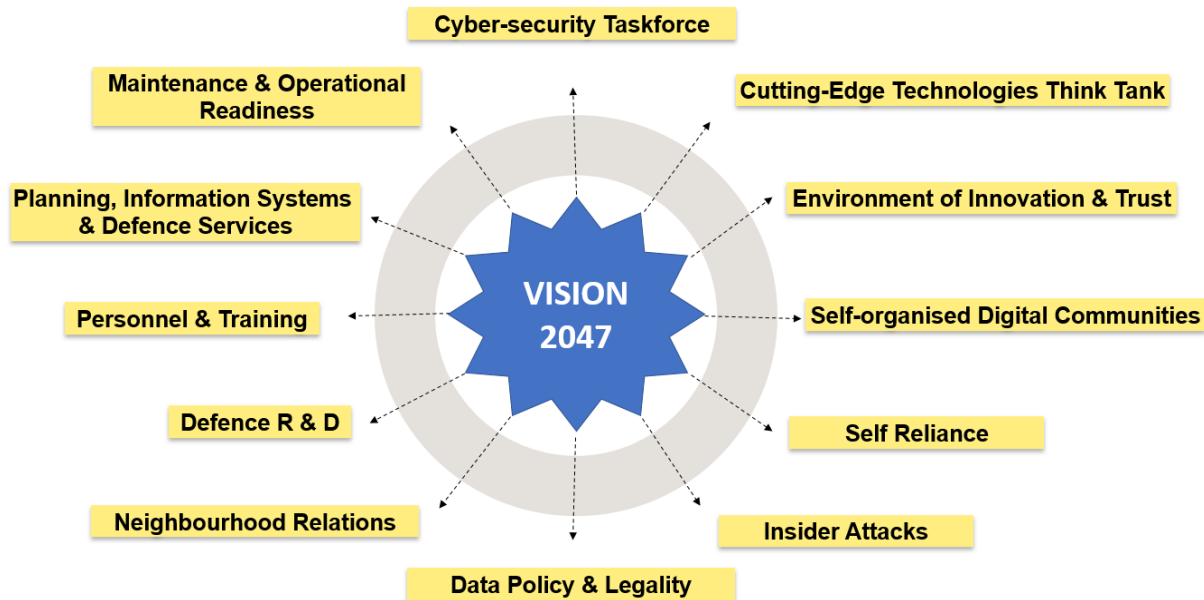 Cyber-security Taskforce
Maintenance & Operational
Readiness
Cutting-Edge Technologies Think Tank
Planning, Information Systems
& Defence Services
Environment of Innovation & Trust
VISION
2047
Personnel & Training
Self-organised Digital Communities
Defence R & D
Self Reliance
Neighbourhood Relations
Insider Attacks
Data Policy & Legality